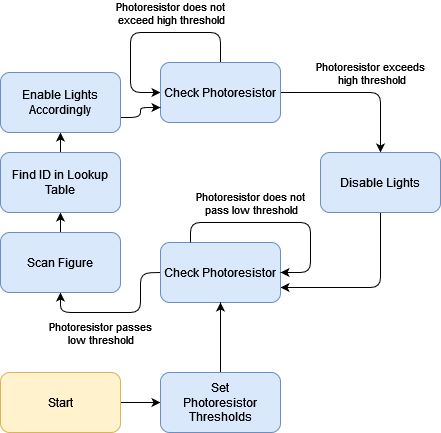 Photoresistor does not
exceed high threshold
Enable Lights
Accordingly
Check Photoresistor
Photoresistor exceeds
high threshold
Find ID in Lookup
Table
Disable Lights
Photoresistor does not
pass low threshold
Scan Figure
Check Photoresistor
Photoresistor passes
low threshold
Start
Set
Photoresistor
Thresholds